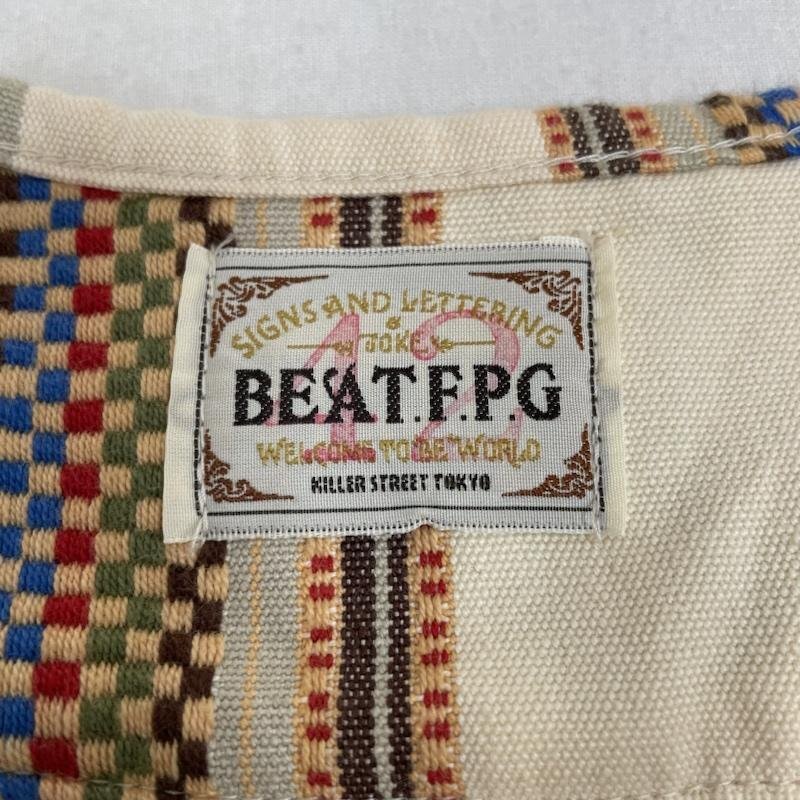 SIGNS AND LETTERING
&
JOKE
BEAT.F.P.G
WELCOME TO BE" WORLD
KILLER STREET TOKYO